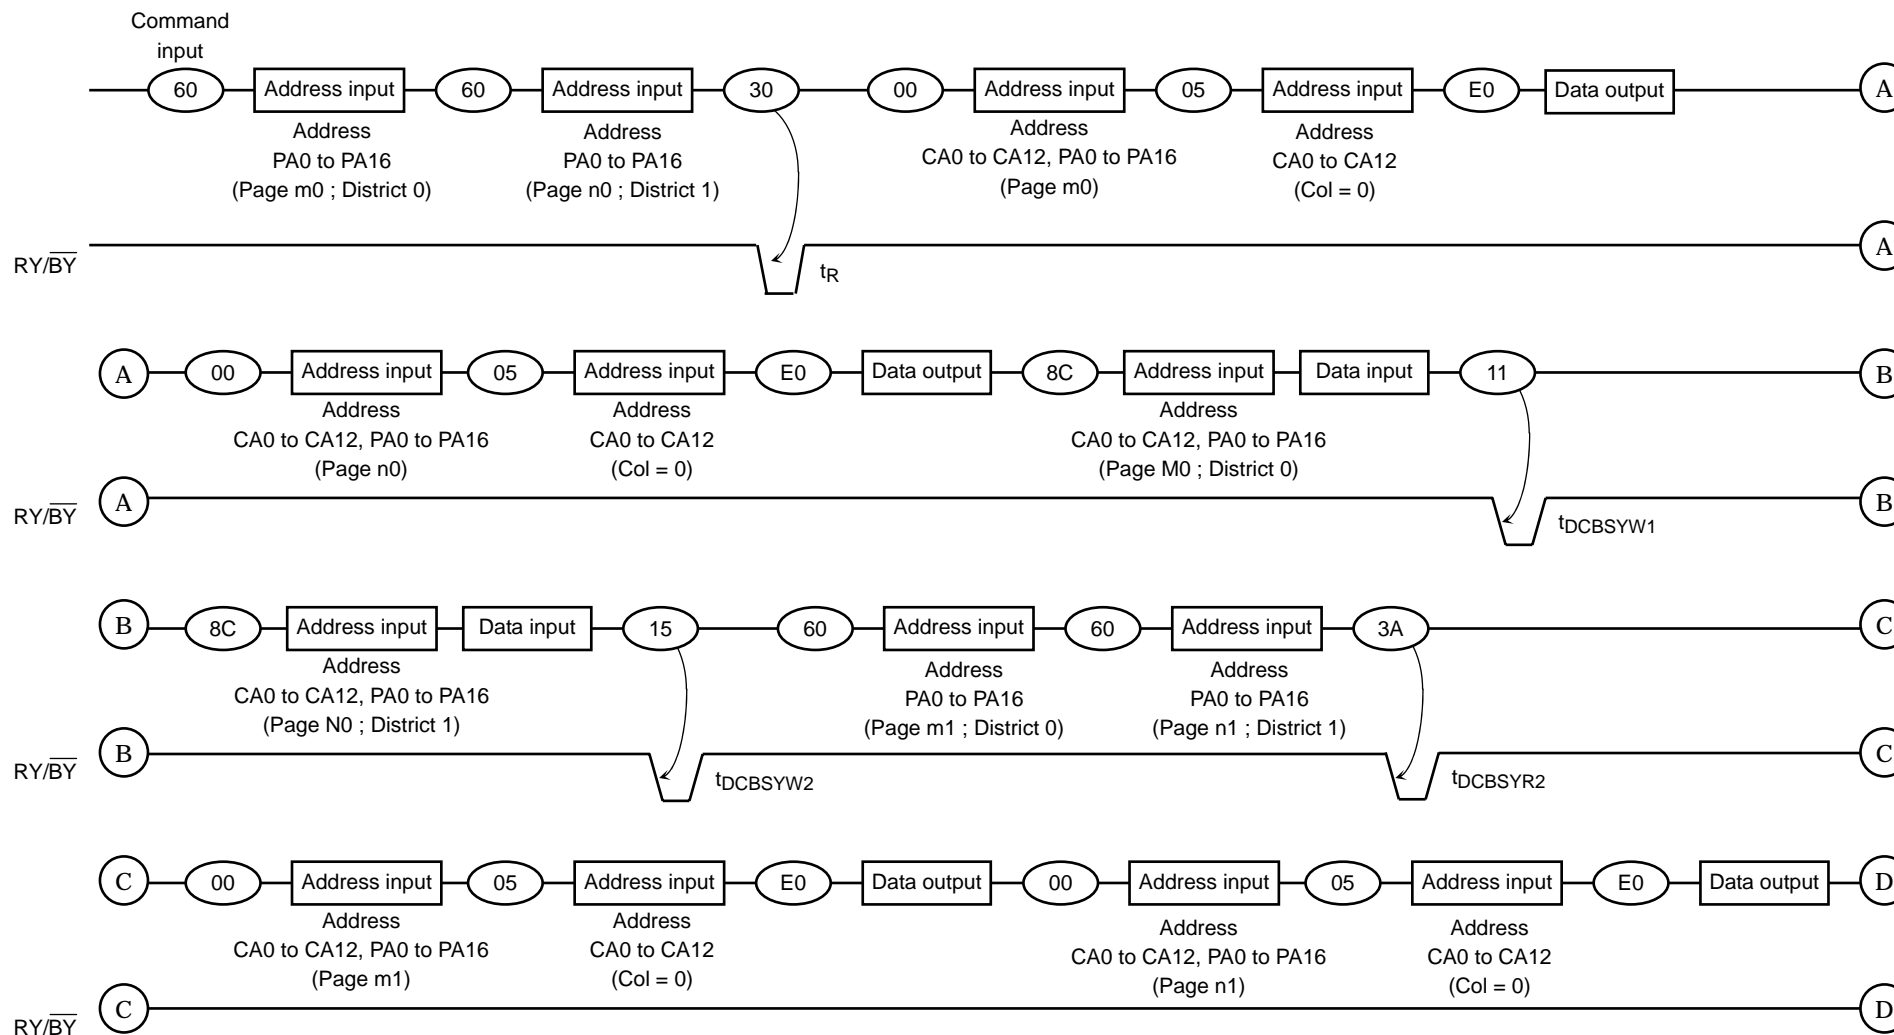 Command
input
60 Address input 60 Address input 30 00 Address input 05 Address input E0 Data output A
Address
PA0 to PA16
(Page m0 ; District 0)
Address
PA0 to PA16
(Page n0 ; District 1)
Address
CA0 to CA12, PA0 to PA16
(Page m0)
Address
CA0 to CA12
(Col = 0)
RY/BY tR A
A 00 Address input 05 Address input E0 Data output 8C Address input Data input 11 B
Address
CA0 to CA12, PA0 to PA16
(Page n0)
Address
CA0 to CA12
(Col = 0)
Address
CA0 to CA12, PA0 to PA16
(Page M0 ; District 0)
RY/BY A tDCBSYW1 B
B 8C Address input Data input 15 60 Address input 60 Address input 3A C
Address
CA0 to CA12, PA0 to PA16
(Page N0 ; District 1)
Address
PA0 to PA16
(Page m1 ; District 0)
Address
PA0 to PA16
(Page n1 ; District 1)
RY/BY B tDCBSYW2 tDCBSYR2 C
C 00 Address input 05 Address input E0 Data output 00 Address input 05 Address input E0 Data output D
Address
CA0 to CA12, PA0 to PA16
(Page m1)
Address
CA0 to CA12
(Col = 0)
Address
CA0 to CA12, PA0 to PA16
(Page n1)
Address
CA0 to CA12
(Col = 0)
RY/BY C D